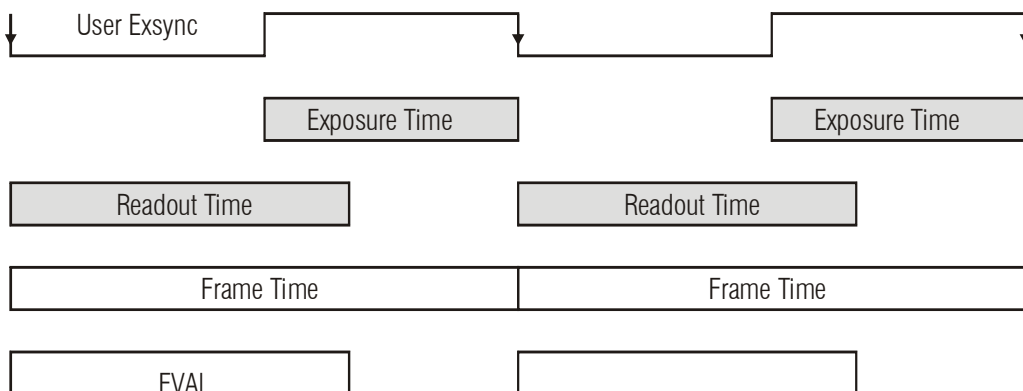 User Exsync
Exposure Time
Exposure Time
Readout Time
Readout Time
Frame Time
Frame Time
FVAL